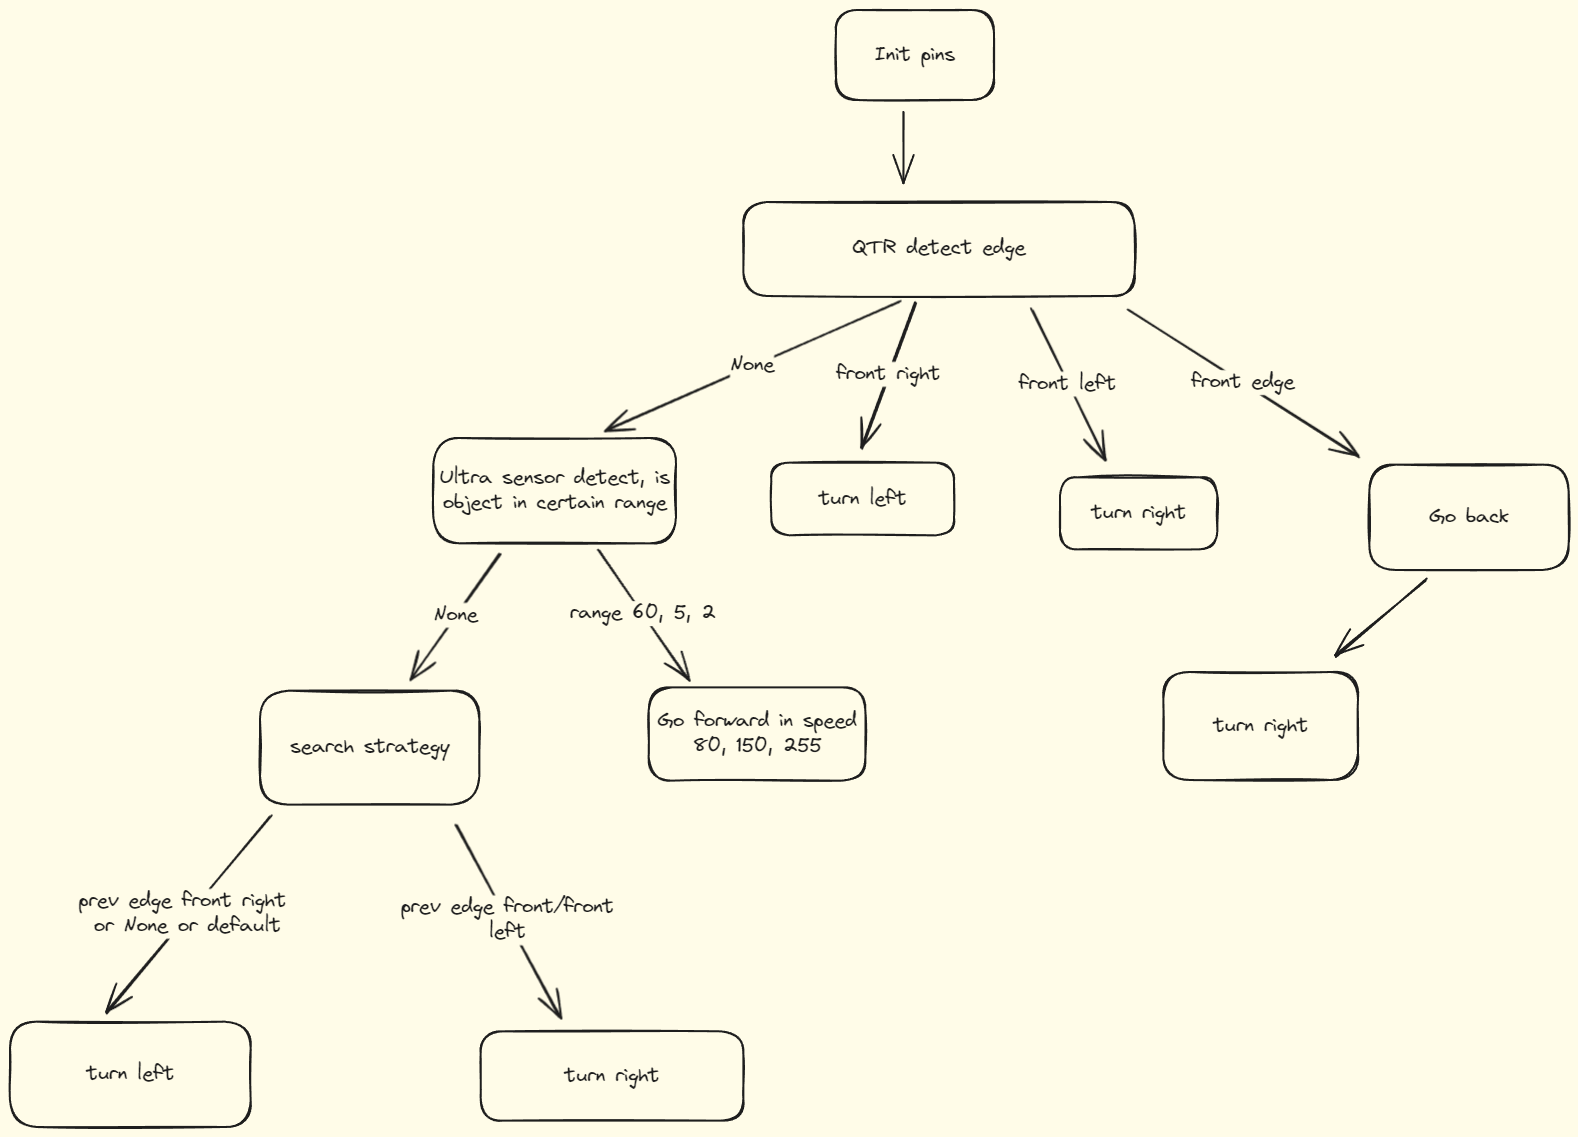 Init pins
QTR detect edge
None
front right
front left
front edge
Ultra sensor detect, is
object in certain range
turn left
turn right
Go back
None
range 60, 5, 2
search strategy
Go forward in speed
80, 150, 255
turn right
prev edge front right
or None or default
prev edge front/front
left
turn left
turn right